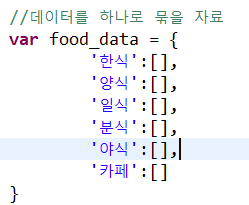 //데이터를 하나로 묶을 자료
var food_data = {
'한식':[],
'양식':[],
'일식':[],
'분식':[],
'야식':[],
'카페':[]
}